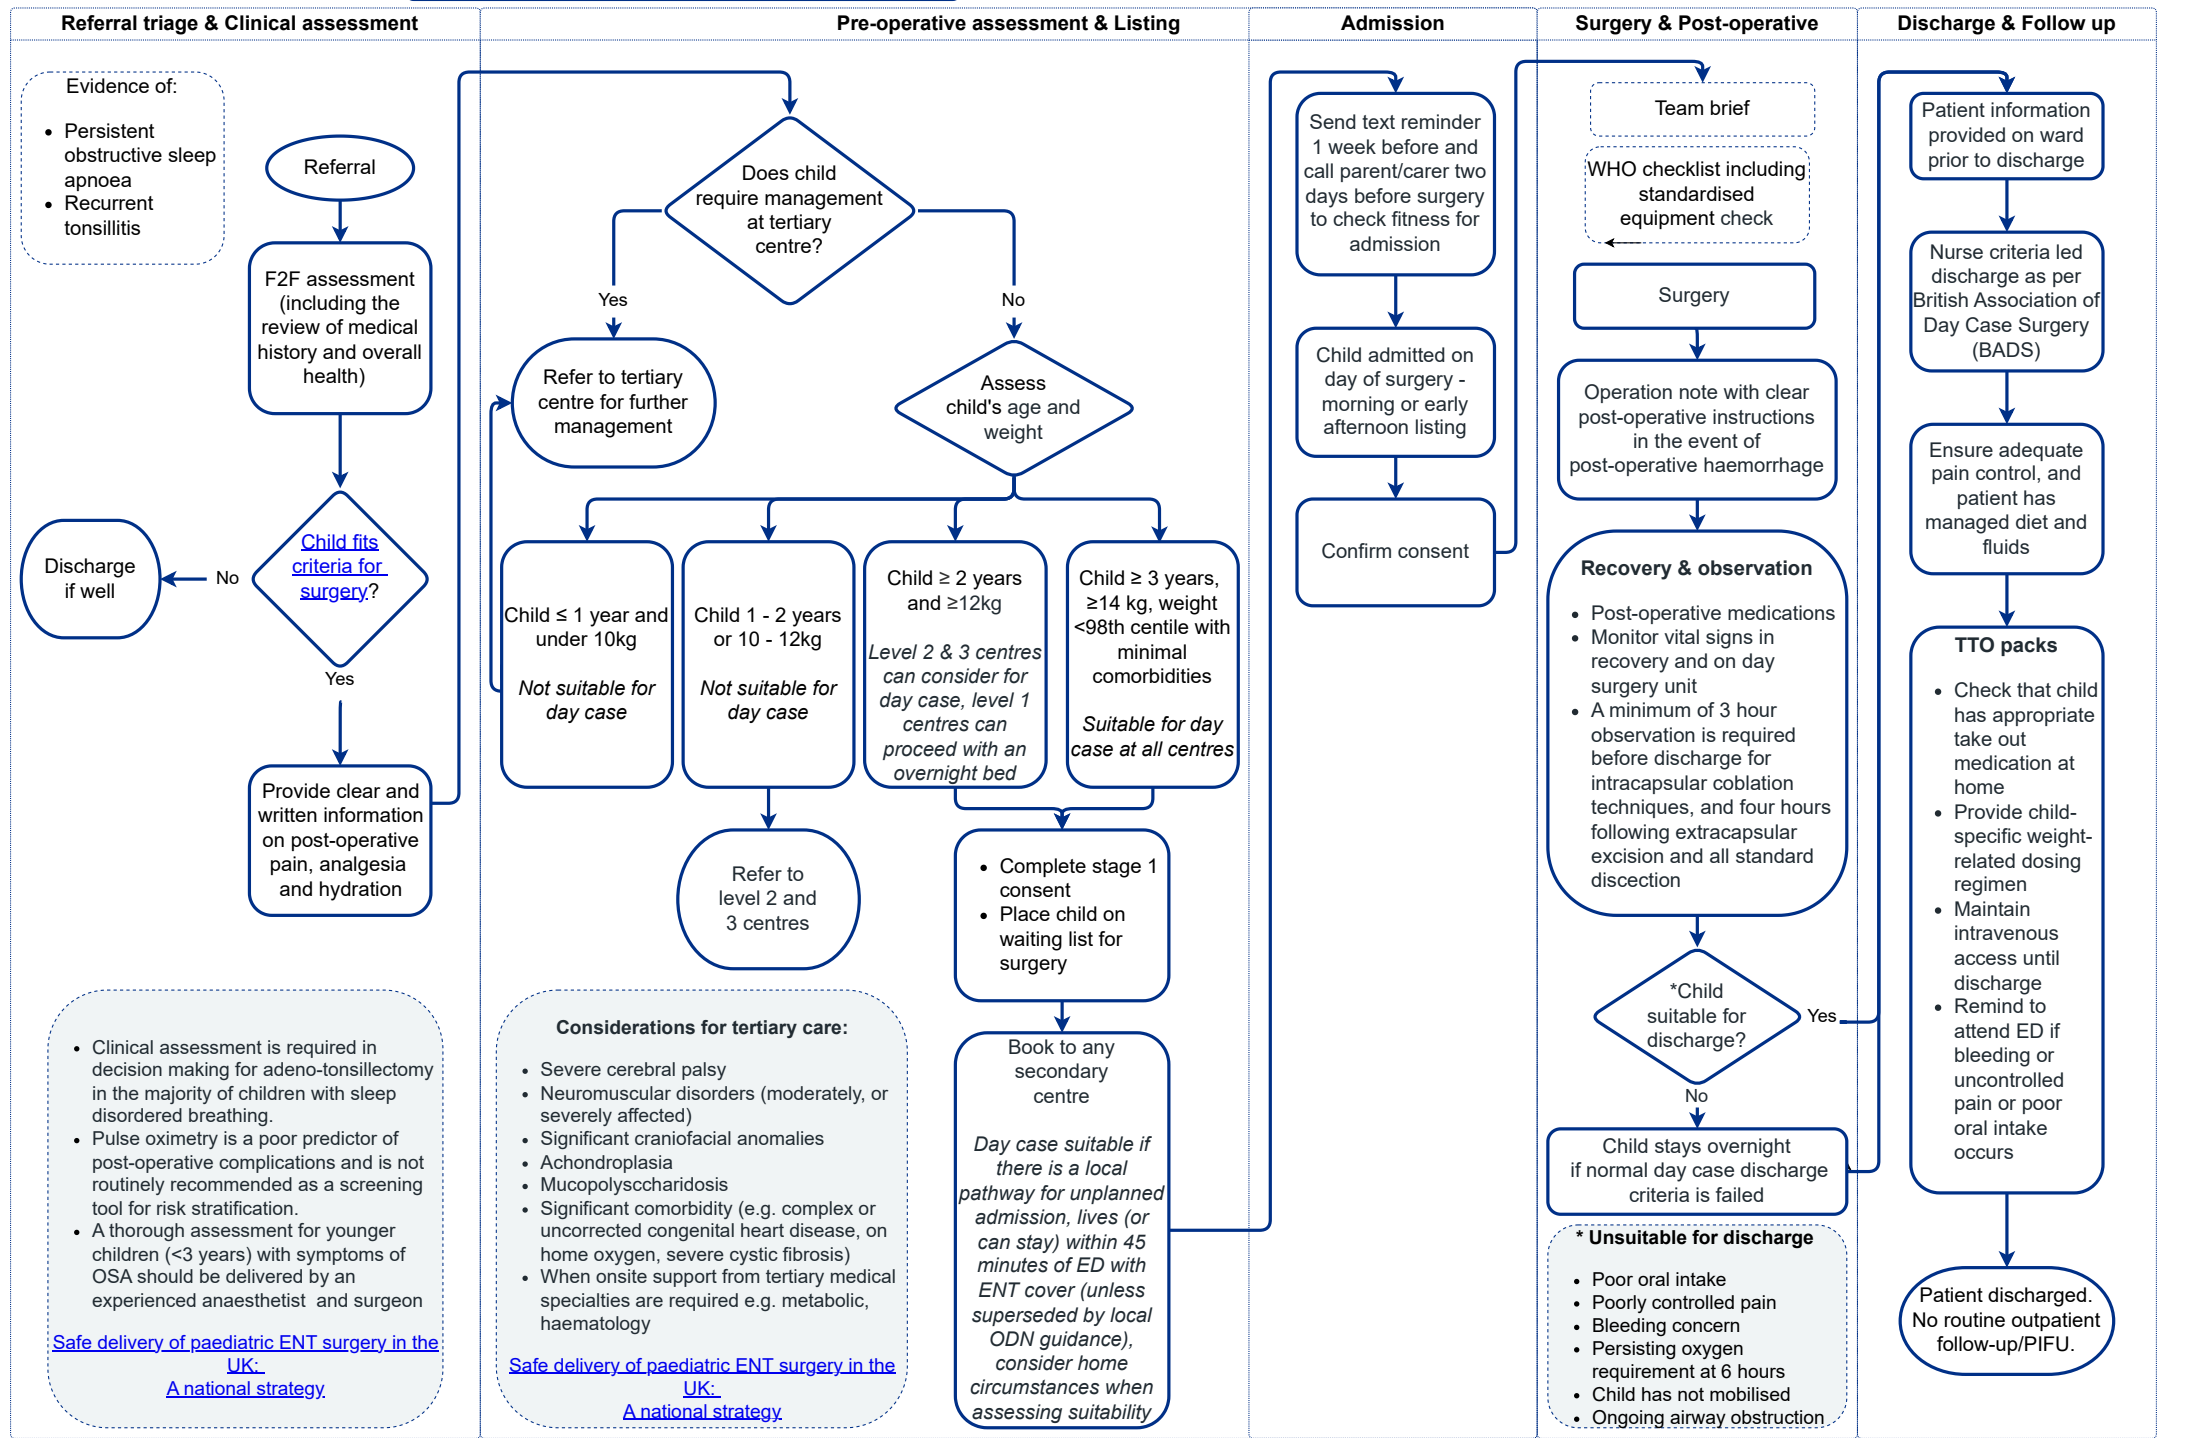 Referral triage & Clinical assessment
Evidence of:
Persistent
obstructive sleep
apnoea
Recurrent
tonsillitis
Referral
F2F assessment
(including the
review of medical
history and overall
health)
Child fits
criteria for
surgery?
No
Discharge
if well
Yes
Provide clear and
written information
on post-operative
pain, analgesia
and hydration
Clinical assessment is required in
decision making for adeno-tonsillectomy
in the majority of children with sleep
disordered breathing.
Pulse oximetry is a poor predictor of
post-operative complications and is not
routinely recommended as a screening
tool for risk stratification.
A thorough assessment for younger
children (<3 years) with symptoms of
OSA should be delivered by an
experienced anaesthetist  and surgeon
Safe delivery of paediatric ENT surgery in the
UK:
A national strategy
Pre-operative assessment & Listing
Does child
require management
at tertiary
centre?
Yes
No
Refer to tertiary
centre for further
management
Assess
child's age and
weight
Child ≤ 1 year and
under 10kg
Not suitable for
day case
Child 1 - 2 years
or 10 - 12kg
Not suitable for
day case
Child ≥ 2 years
and ≥12kg
Level 2 & 3 centres
can consider for
day case, level 1
centres can
proceed with an
overnight bed
Child ≥ 3 years,
≥14 kg, weight
<98th centile with
minimal
comorbidities
Suitable for day
case at all centres
Refer to
level 2 and
3 centres
Complete stage 1
consent
Place child on
waiting list for
surgery
Considerations for tertiary care:
Severe cerebral palsy
Neuromuscular disorders (moderately, or
severely affected)
Significant craniofacial anomalies
Achondroplasia
Mucopolysccharidosis
Significant comorbidity (e.g. complex or
uncorrected congenital heart disease, on
home oxygen, severe cystic fibrosis)
When onsite support from tertiary medical
specialties are required e.g. metabolic,
haematology
Safe delivery of paediatric ENT surgery in the
UK:
A national strategy
Book to any
secondary
centre
Day case suitable if
there is a local
pathway for unplanned
admission, lives (or
can stay) within 45
minutes of ED with
ENT cover (unless
superseded by local
ODN guidance),
consider home
circumstances when
assessing suitability
Admission
Send text reminder
1 week before and
call parent/carer two
days before surgery
to check fitness for
admission
Child admitted on
day of surgery -
morning or early
afternoon listing
Confirm consent
Surgery & Post-operative
Team brief
WHO checklist including
standardised
equipment check
Surgery
Operation note with clear
post-operative instructions
in the event of
post-operative haemorrhage
Recovery & observation
Post-operative medications
Monitor vital signs in
recovery and on day
surgery unit
A minimum of 3 hour
observation is required
before discharge for
intracapsular coblation
techniques, and four hours
following extracapsular
excision and all standard
discection
*Child
suitable for
discharge?
Yes
No
Child stays overnight
if normal day case discharge
criteria is failed
* Unsuitable for discharge
Poor oral intake
Poorly controlled pain
Bleeding concern
Persisting oxygen
requirement at 6 hours
Child has not mobilised
Ongoing airway obstruction
Discharge & Follow up
Patient information
provided on ward
prior to discharge
Nurse criteria led
discharge as per
British Association of
Day Case Surgery
(BADS)
Ensure adequate
pain control, and
patient has
managed diet and
fluids
TTO packs
Check that child
has appropriate
take out
medication at
home
Provide child-
specific weight-
related dosing
regimen
Maintain
intravenous
access until
discharge
Remind to
attend ED if
bleeding or
uncontrolled
pain or poor
oral intake
occurs
Patient discharged.
No routine outpatient
follow-up/PIFU.